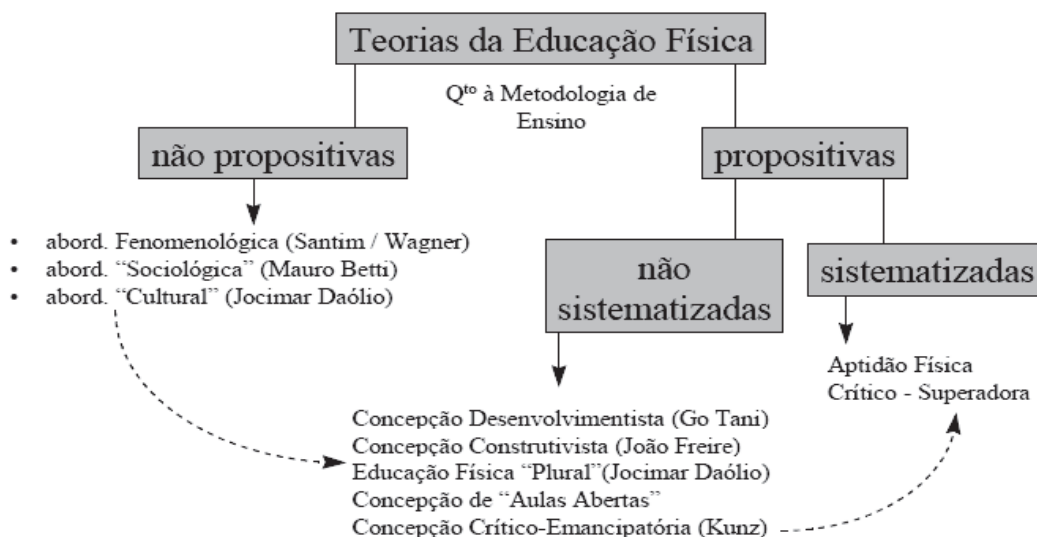 Teorias da Educação Física
Qto à Metodologia de
Ensino
não propositivas
propositivas
• abord. Fenomenológica (Santim / Wagner)
• abord. “Sociológica” (Mauro Betti)
• abord. “Cultural” (Jocimar Daólio)
não
sistematizadas
sistematizadas
Aptidão Física
Crítico - Superadora
Concepção Desenvolvimentista (Go Tani)
Concepção Construtivista (João Freire)
Educação Física “Plural”(Jocimar Daólio)
Concepção de “Aulas Abertas”
Concepção Crítico-Emancipatória (Kunz)